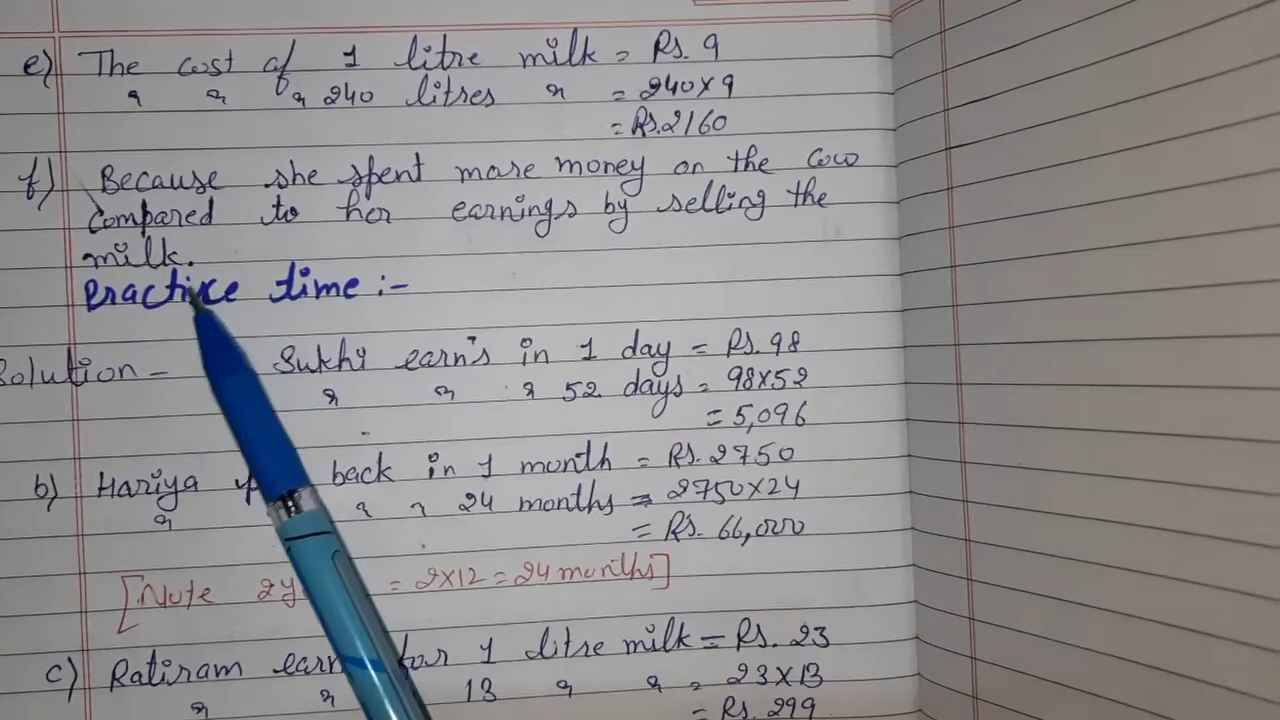 e) The cost of 1 litre milk = Rs. 9
" " " 240 litres " = 240×9
= Rs. 2160
f) Because she spent more money on the cow
compared to her earnings by selling the
milk.
Practice time :-
Solution - Sukhi earns in 1 day = Rs. 98
" " " 52 days = 98×52
= 5,096
b) Hariya back in 1 month = Rs. 2750
" " " 24 months = 2750×24
= Rs. 66,000
[Note 2y = 2×12 = 24 months]
c) Ratiram earn for 1 litre milk = Rs. 23
" " 13 " " = 23×13
= Rs. 299